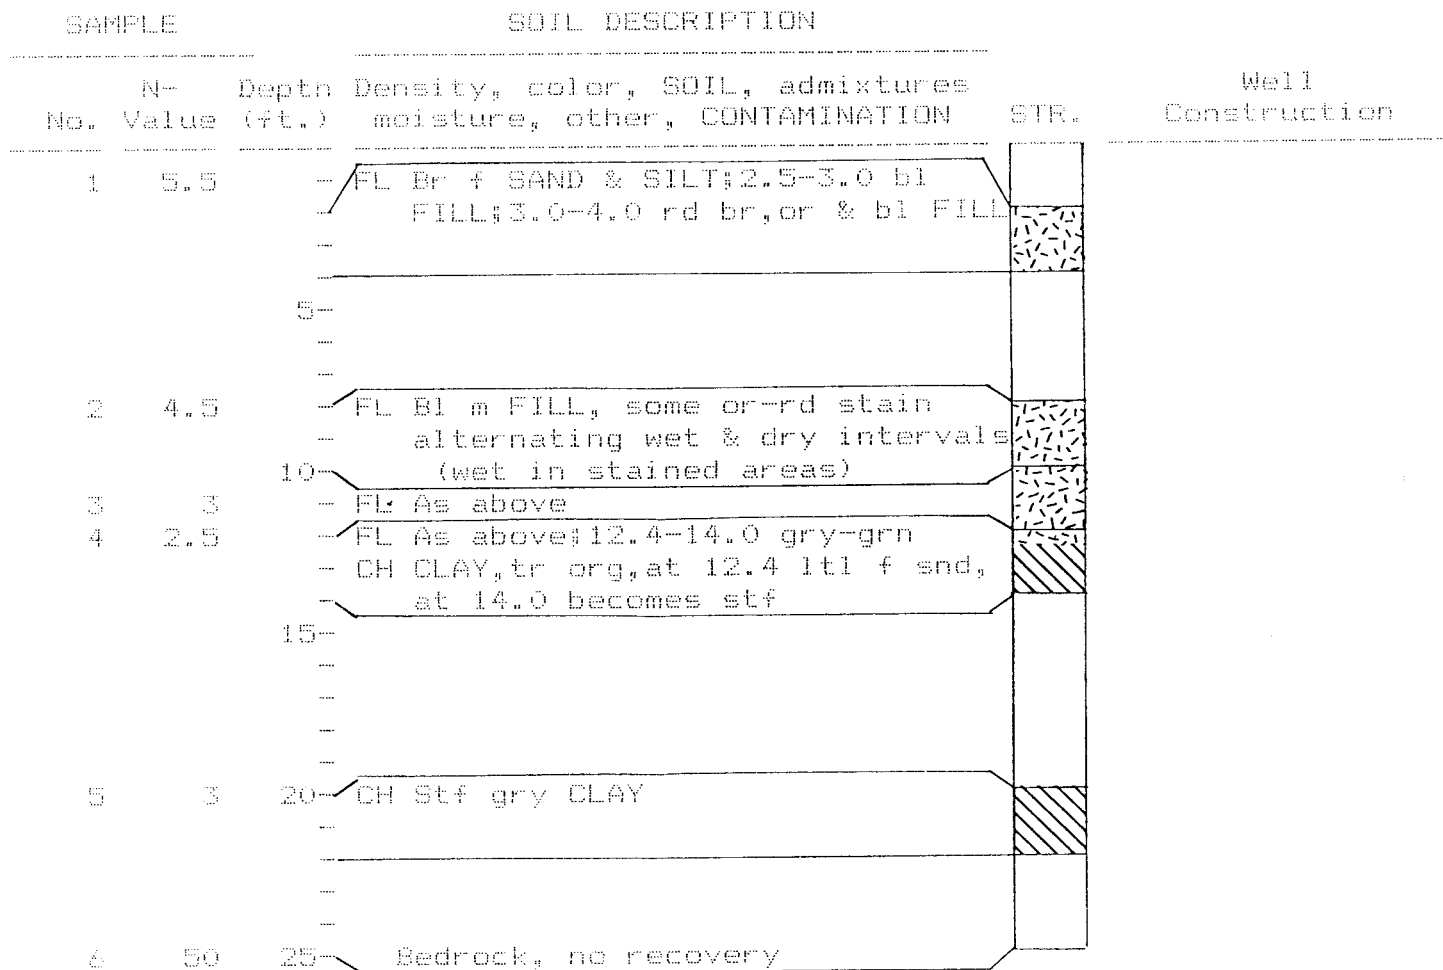 SAMPLE SOIL DESCRIPTION
N- Depth Density, color, SOIL, admixtures Well
No. Value (ft.) moisture, other, CONTAMINATION STR. Construction
1 5.5 - FL Br f SAND & SILT;2.5-3.0 bl
- FILL;3.0-4.0 rd br,or & bl FILL
-
-
5-
-
-
2 4.5 - FL Bl m FILL, some or-rd stain
- alternating wet & dry intervals
10- (wet in stained areas)
3 3 - FL As above
4 2.5 - FL As above;12.4-14.0 gry-grn
- CH CLAY,tr org,at 12.4 ltl f snd,
- at 14.0 becomes stf
15-
-
-
-
-
5 3 20- CH Stf gry CLAY
-
-
-
-
6 50 25- Bedrock, no recovery